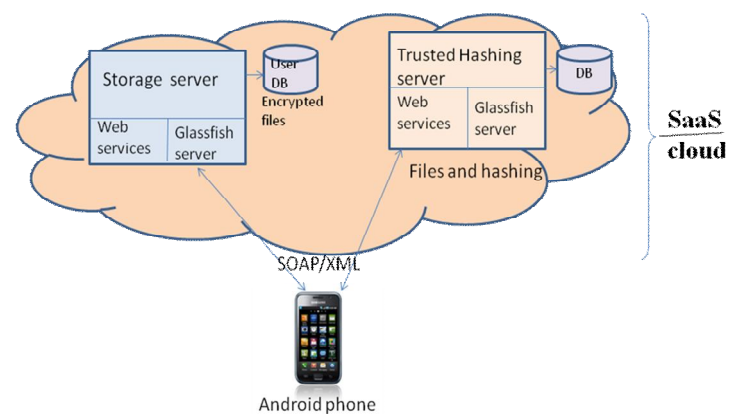 Storage server
Web
services
Glassfish
server
User
DB
Encrypted
files
Trusted Hashing
server
Web
services
Glassfish
server
DB
Files and hashing
SaaS
cloud
SOAP/XML
Android phone